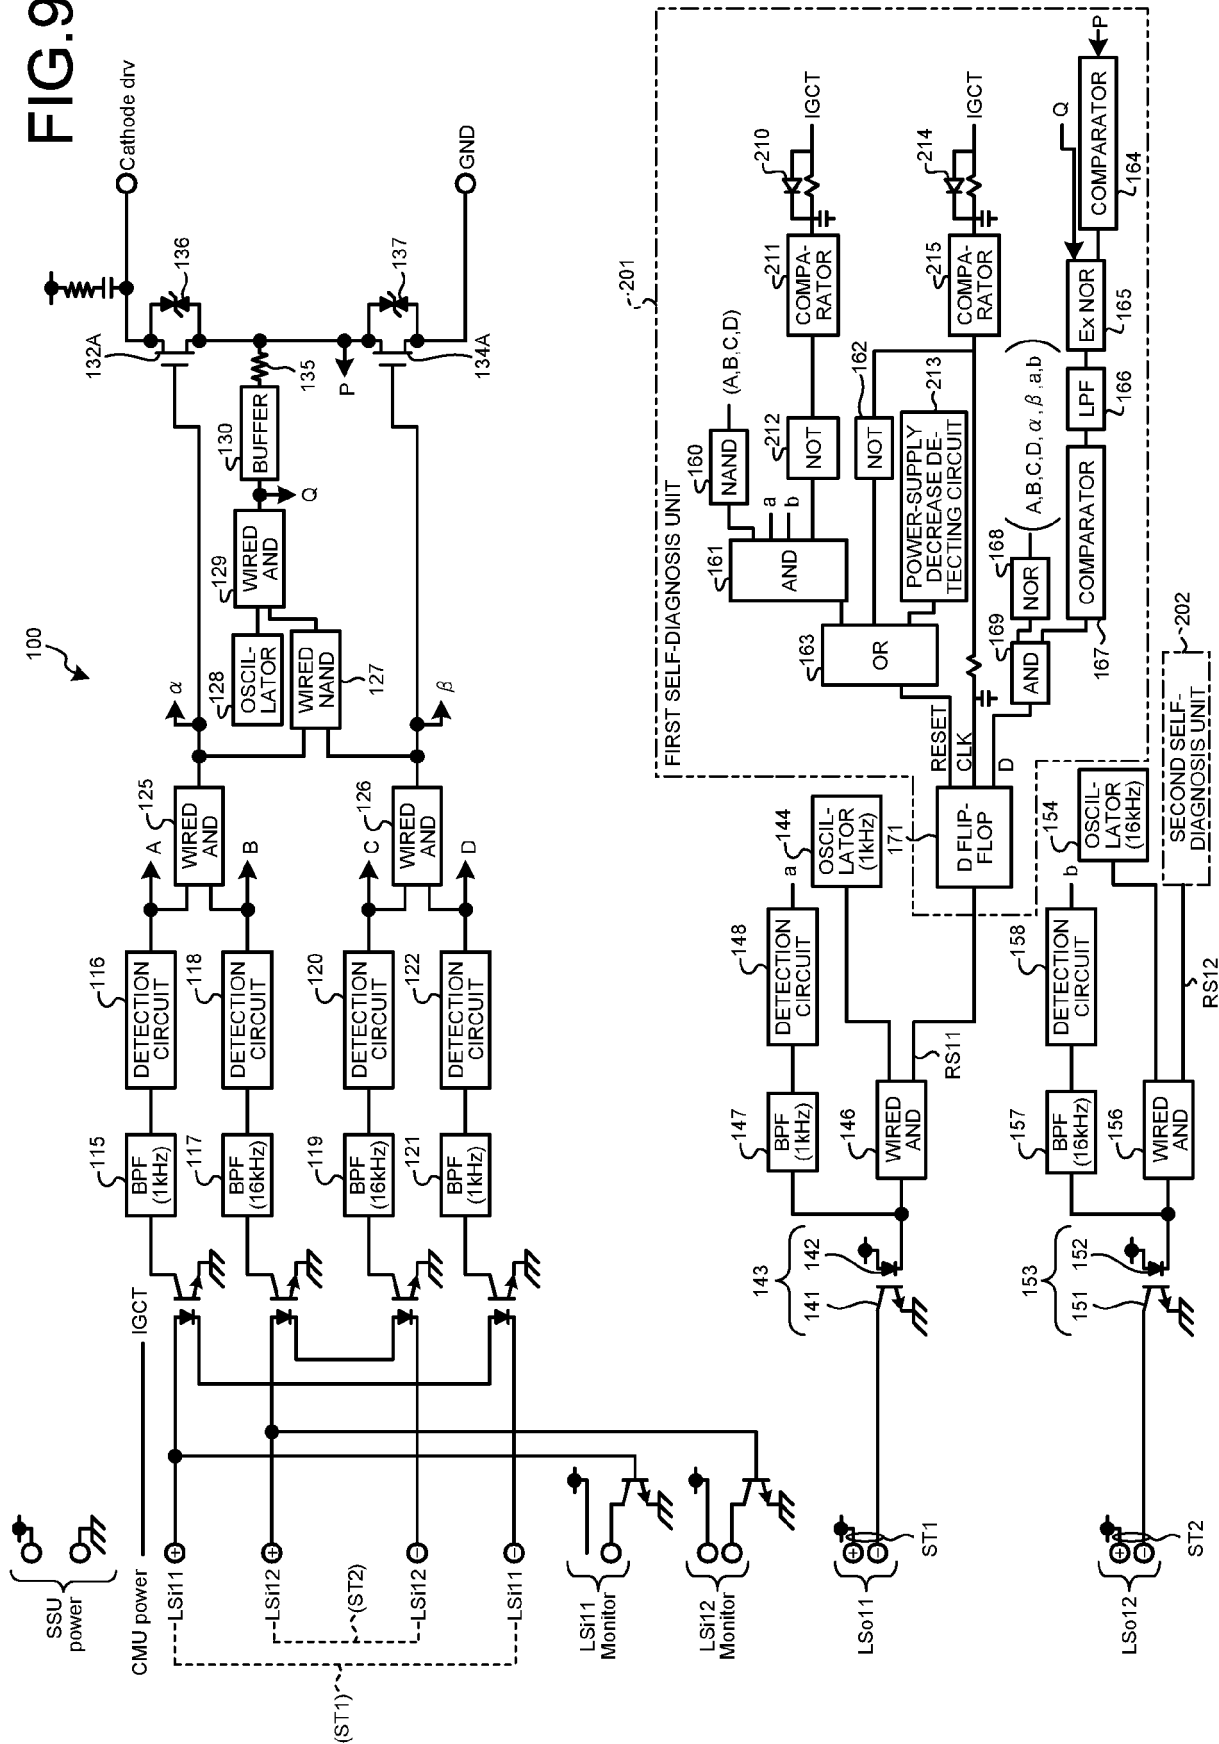 FIG.9
100
SSU
power
CMU power
IGCT
LSi11
LSi12
LSi12
LSi11
(ST2)
(ST1)
LSi11
Monitor
LSi12
Monitor
115
BPF
(1kHz)
116
DETECTION
CIRCUIT
A
117
BPF
(16kHz)
118
DETECTION
CIRCUIT
B
119
BPF
(16kHz)
120
DETECTION
CIRCUIT
C
121
BPF
(1kHz)
122
DETECTION
CIRCUIT
D
125
WIRED
AND
126
WIRED
AND
α
β
128
OSCIL-
LATOR
WIRED
NAND
127
129
WIRED
AND
Q
130
BUFFER
135
P
132A
136
134A
137
Cathode drv
GND
LSo11
ST1
143
141
142
147
BPF
(1kHz)
148
DETECTION
CIRCUIT
a
146
WIRED
AND
RS11
144
OSCIL-
LATOR
(1kHz)
171
D FLIP-
FLOP
RESET
CLK
D
LSo12
ST2
153
151
152
157
BPF
(16kHz)
158
DETECTION
CIRCUIT
b
156
WIRED
AND
RS12
154
OSCIL-
LATOR
(16kHz)
SECOND SELF-
DIAGNOSIS UNIT
202
FIRST SELF-DIAGNOSIS UNIT
201
163
OR
161
AND
a
b
160
NAND
(A,B,C,D)
212
NOT
211
COMPA-
RATOR
210
IGCT
162
NOT
213
POWER-SUPPLY
DECREASE DE-
TECTING CIRCUIT
215
COMPA-
RATOR
214
IGCT
169
AND
168
NOR
(A,B,C,D,α,β,a,b)
167
COMPARATOR
LPF
166
Ex NOR
165
Q
COMPARATOR
164
P